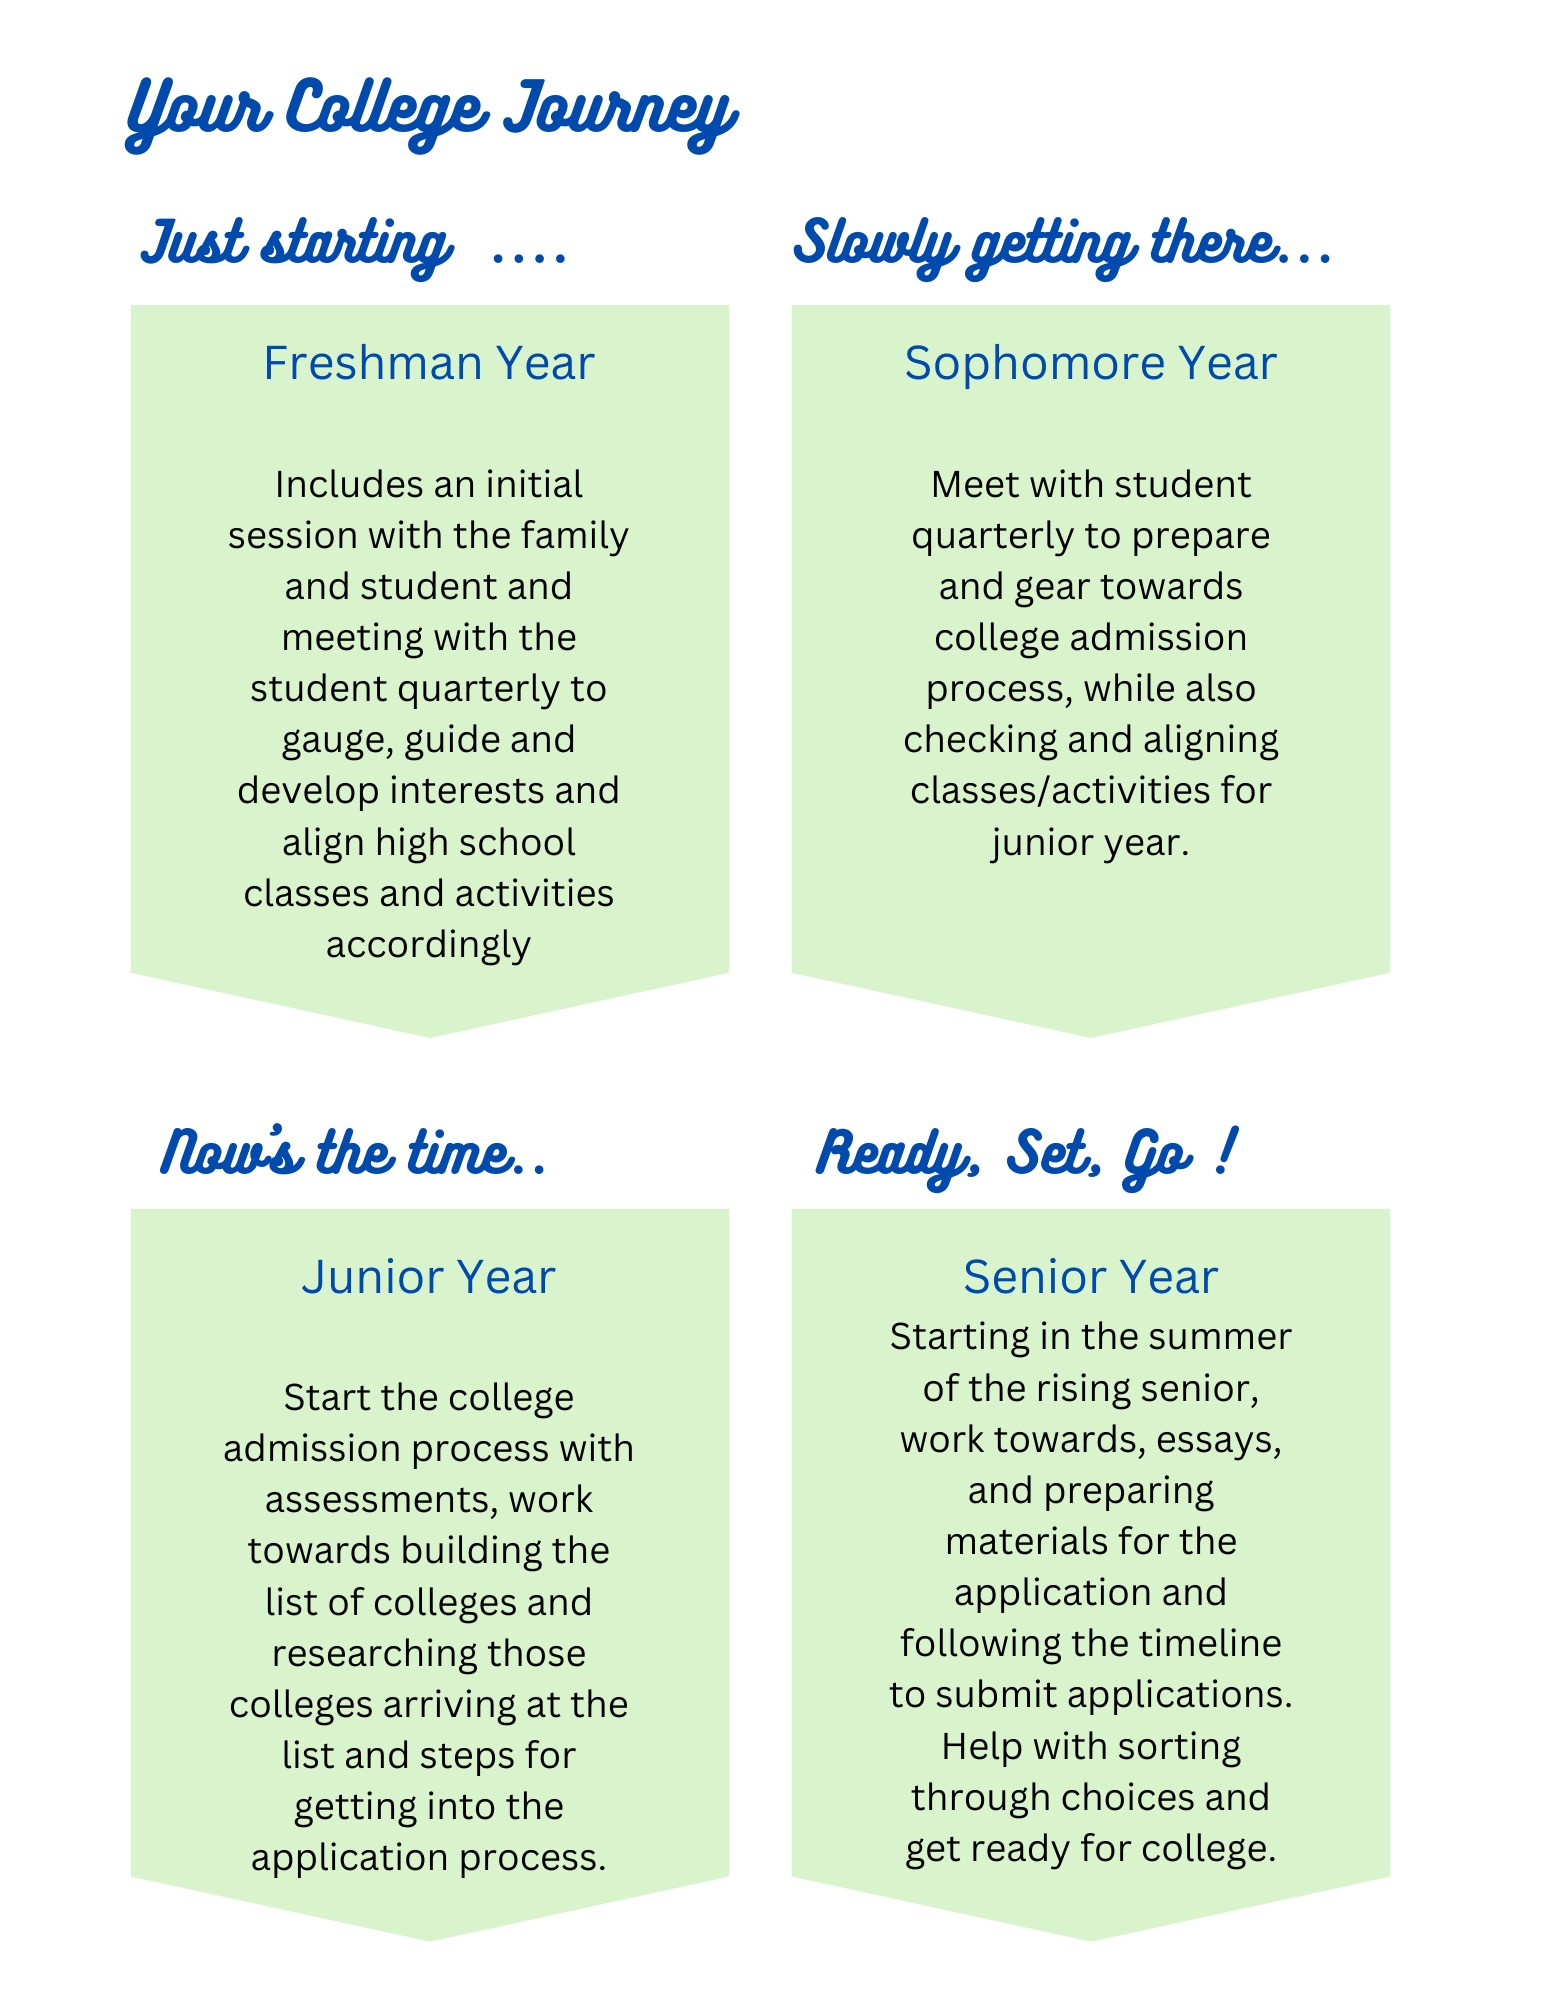 Your College Journey
Just starting ....
Freshman Year
Includes an initial
session with the family
and student and
meeting with the
student quarterly to
gauge, guide and
develop interests and
align high school
classes and activities
accordingly
Slowly getting there...
Sophomore Year
Meet with student
quarterly to prepare
and gear towards
college admission
process, while also
checking and aligning
classes/activities for
junior year.
Now's the time..
Junior Year
Start the college
admission process with
assessments, work
towards building the
list of colleges and
researching those
colleges arriving at the
list and steps for
getting into the
application process.
Ready, Set, Go !
Senior Year
Starting in the summer
of the rising senior,
work towards, essays,
and preparing
materials for the
application and
following the timeline
to submit applications.
Help with sorting
through choices and
get ready for college.